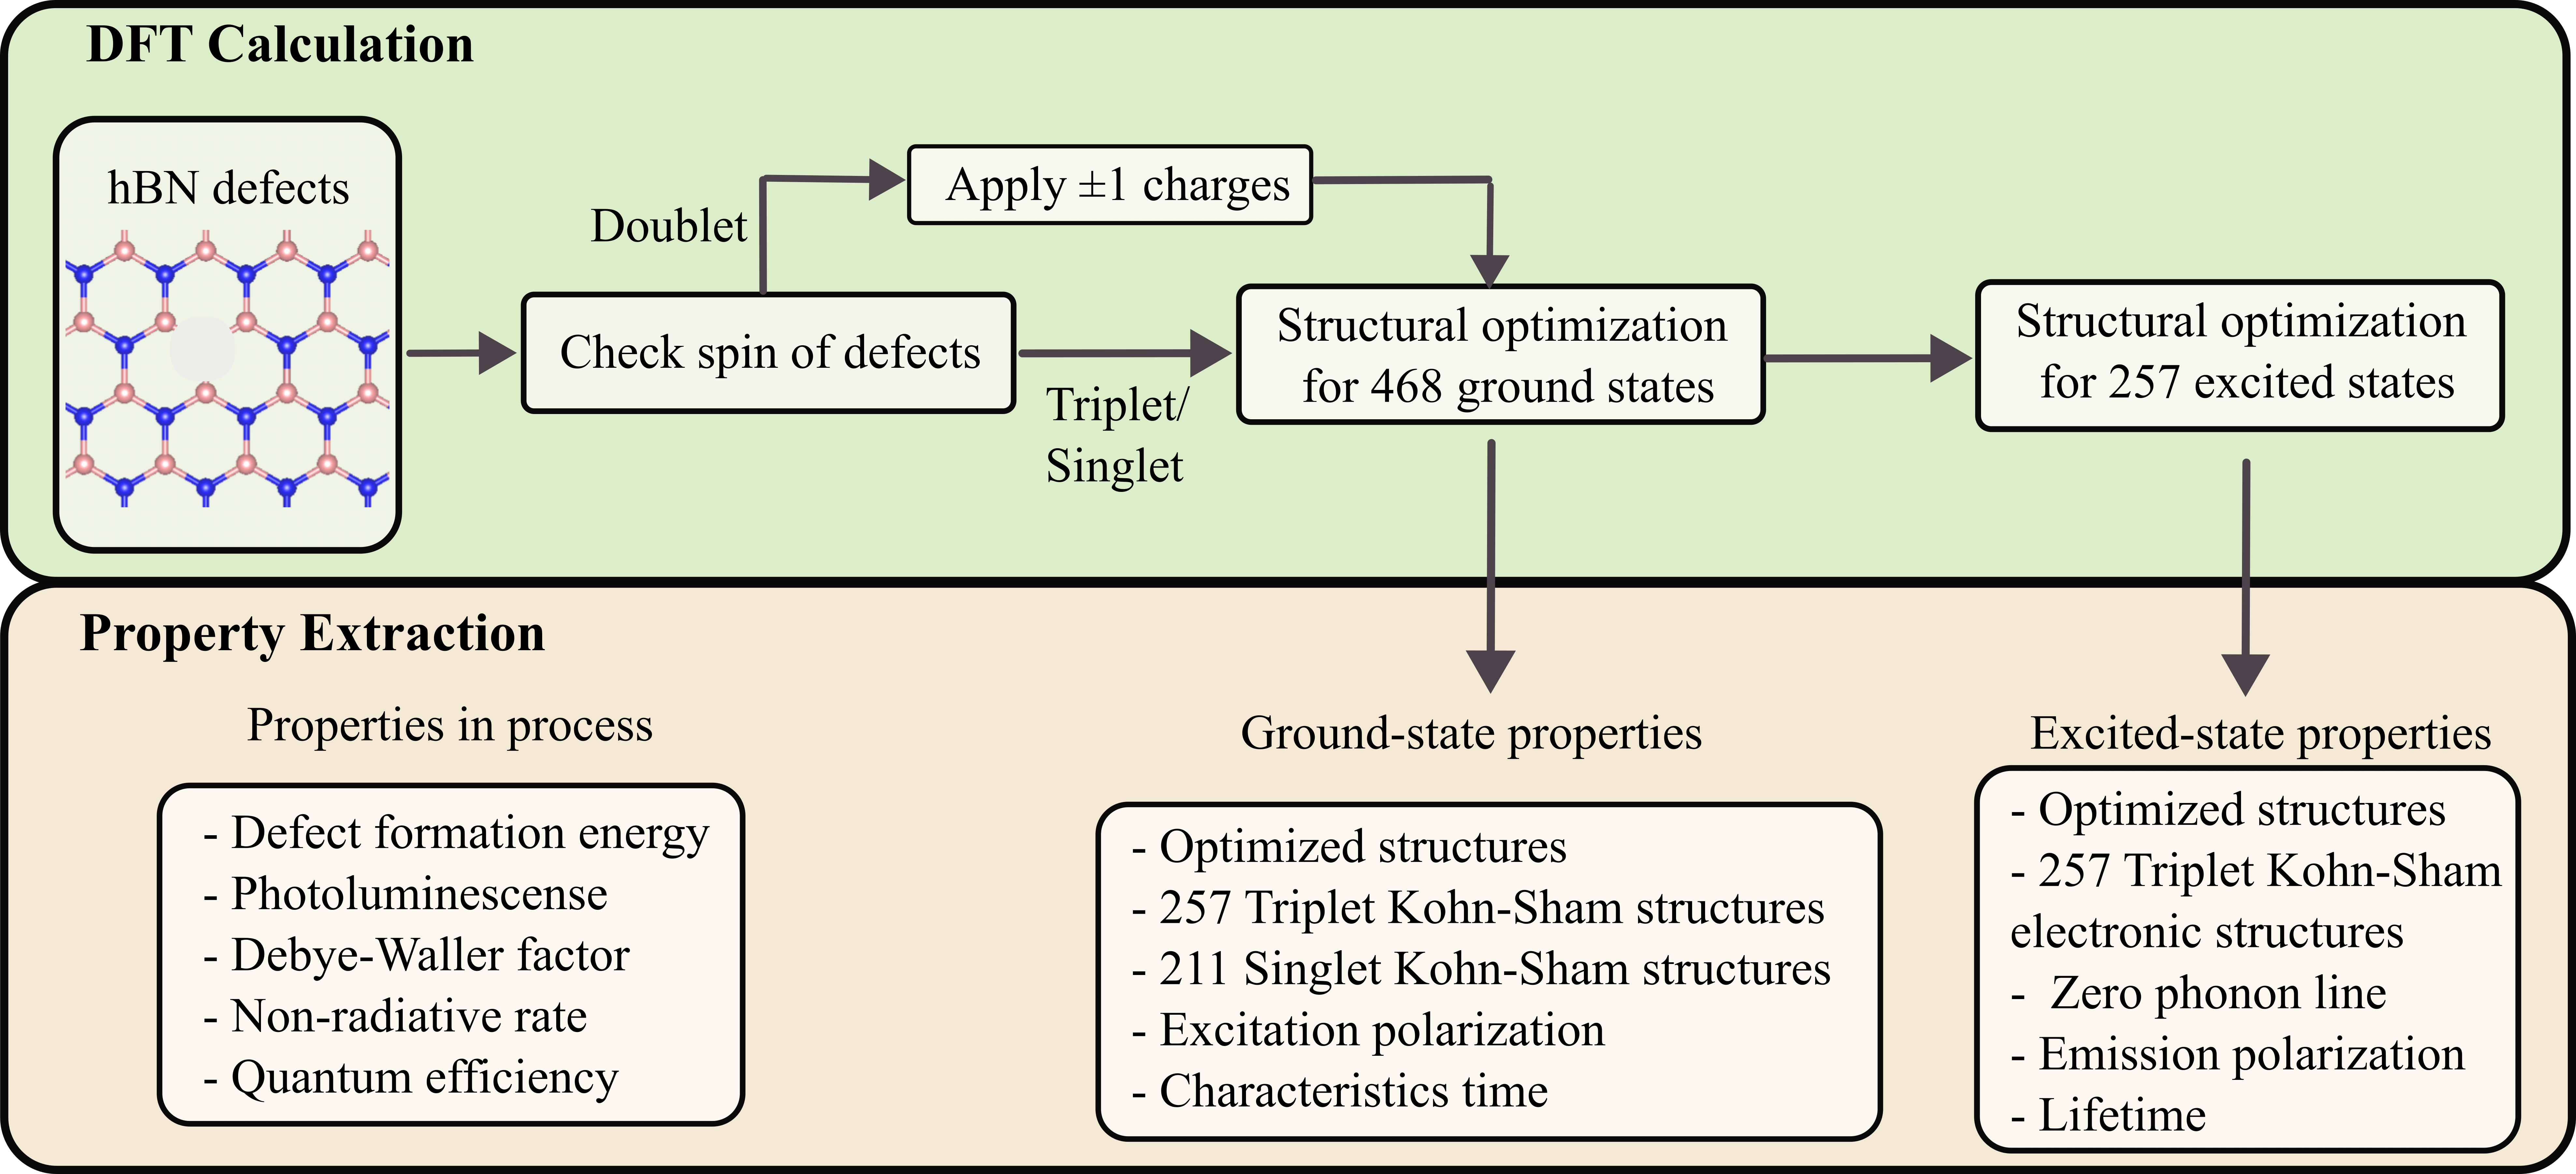 DFT Calculation
hBN defects
Doublet
Apply ±1 charges
Check spin of defects
Triplet/
Singlet
Structural optimization
for 468 ground states
Structural optimization
for 257 excited states
Property Extraction
Properties in process
- Defect formation energy
- Photoluminescense
- Debye-Waller factor
- Non-radiative rate
- Quantum efficiency
Ground-state properties
- Optimized structures
- 257 Triplet Kohn-Sham structures
- 211 Singlet Kohn-Sham structures
- Excitation polarization
- Characteristics time
Excited-state properties
- Optimized structures
- 257 Triplet Kohn-Sham
electronic structures
- Zero phonon line
- Emission polarization
- Lifetime